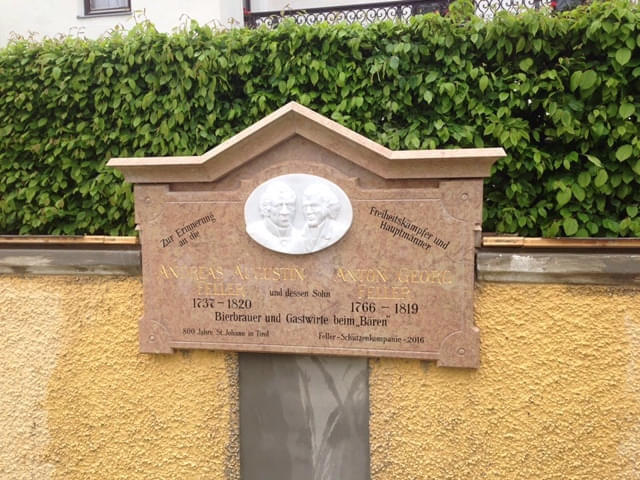 Zur Erinnerung
an die
Freiheitskämpfer und
Hauptmänner
ANDREAS AUGUSTIN
FELLER
1737 - 1820
und dessen Sohn
ANTON GEORG
FELLER
1766 - 1819
Bierbrauer und Gastwirte beim „Bären"
800 Jahre St.Johann in Tirol
Feller-Schützenkompanie-2016